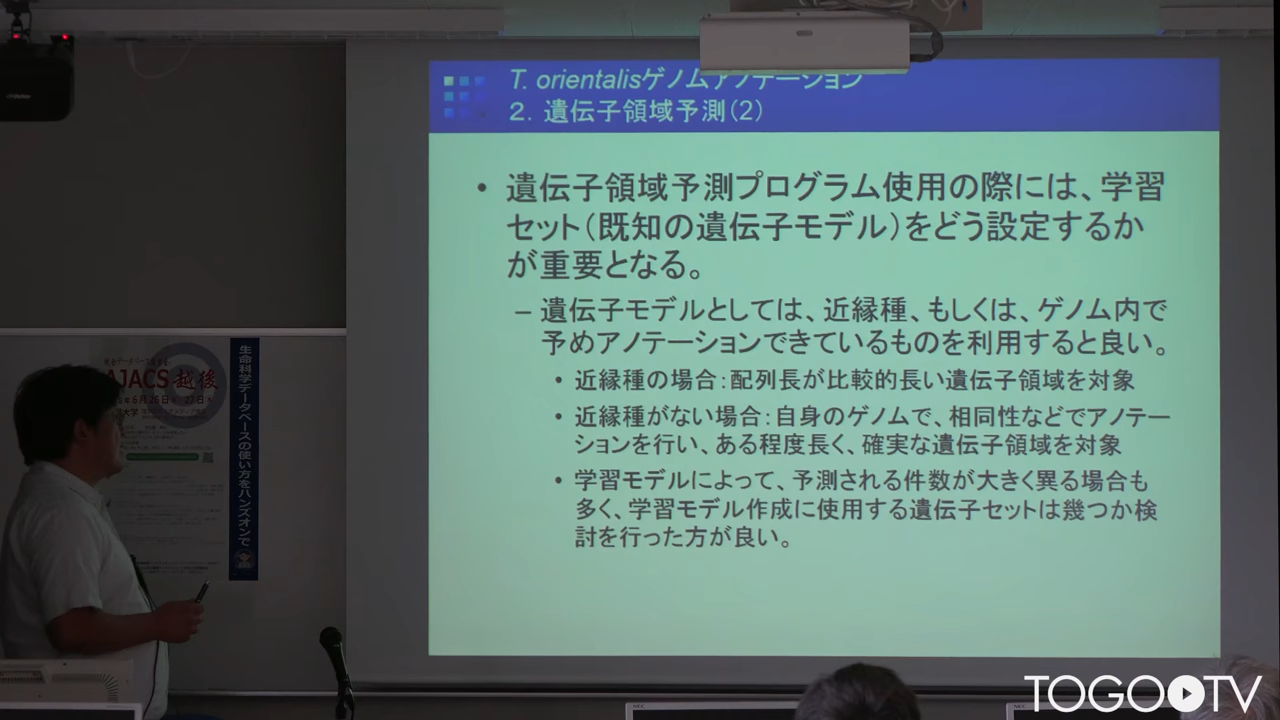 T. orientalisゲノムアノテーション
2. 遺伝子領域予測(2)
• 遺伝子領域予測プログラム使用の際には、学習
セット(既知の遺伝子モデル)をどう設定するか
が重要となる。
– 遺伝子モデルとしては、近縁種、もしくは、ゲノム内で
予めアノテーションできているものを利用すると良い。
• 近縁種の場合:配列長が比較的長い遺伝子領域を対象
• 近縁種がない場合:自身のゲノムで、相同性などでアノテー
ションを行い、ある程度長く、確実な遺伝子領域を対象
• 学習モデルによって、予測される件数が大きく異る場合も
多く、学習モデル作成に使用する遺伝子セットは幾つか検
討を行った方が良い。
AJACS 越後
生命科学データベースの使い方をハンズオンで
NEC
NEC
TOGO TV